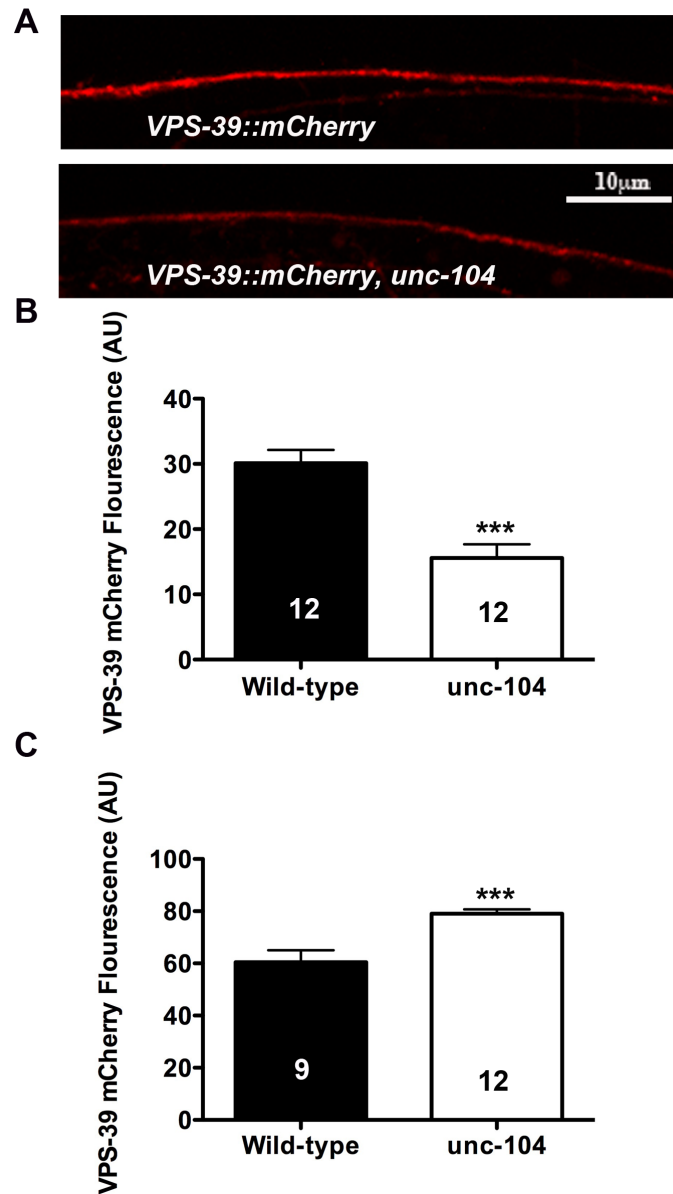 A
VPS-39::mCherry
10µm
VPS-39::mCherry, unc-104
B
VPS-39 mCherry Flourescence (AU)
40
30
20
10
0
***
12
12
Wild-type
unc-104
C
VPS-39 mCherry Flourescence (AU)
100
80
60
40
20
0
***
9
12
Wild-type
unc-104